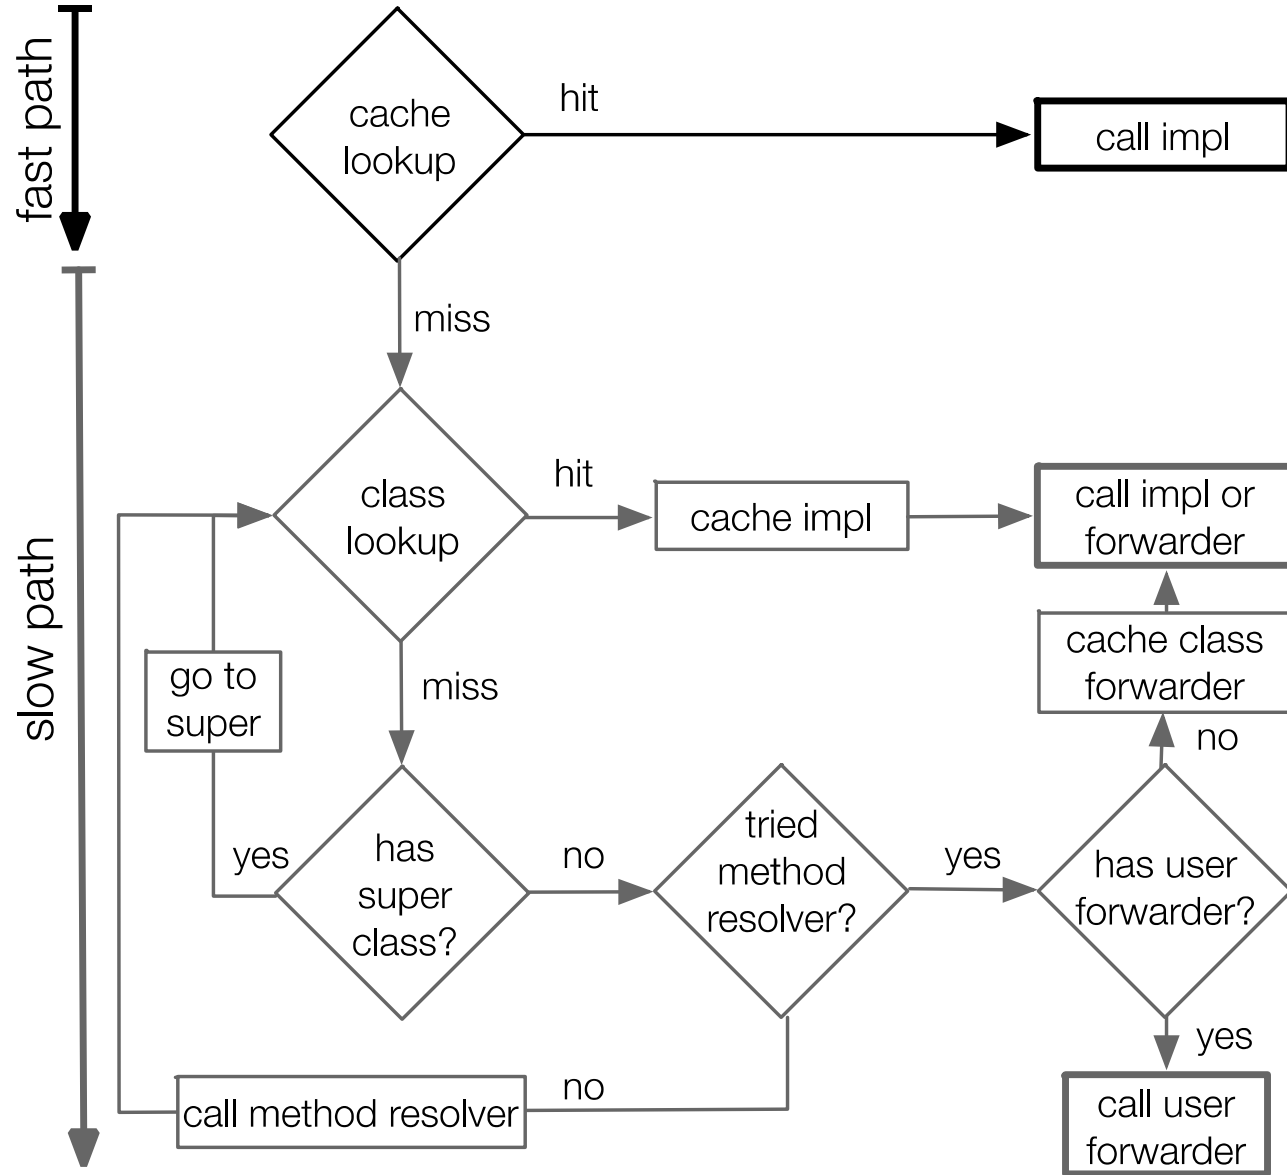 fast path
cache
lookup
hit
call impl
miss
slow path
class
lookup
hit
cache impl
call impl or
forwarder
go to
super
miss
cache class
forwarder
no
yes
has
super
class?
no
tried
method
resolver?
yes
has user
forwarder?
call method resolver
no
yes
call user
forwarder